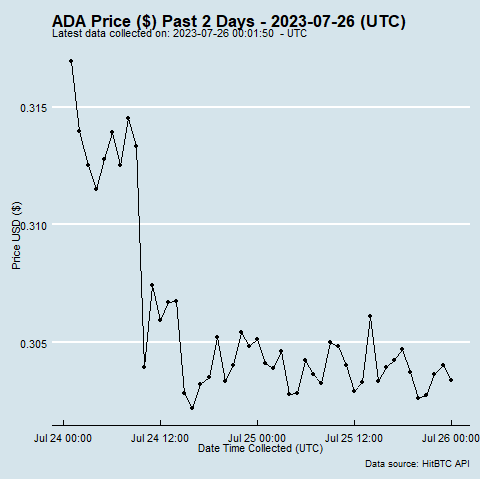 ADA Price ($) Past 2 Days - 2023-07-26 (UTC)
Latest data collected on: 2023-07-26 00:01:50  - UTC
0.315
0.310
0.305
Price USD ($)
Jul 24 00:00 Jul 24 12:00 Jul 25 00:00 Jul 25 12:00 Jul 26 00:00
Date Time Collected (UTC)
Data source: HitBTC API